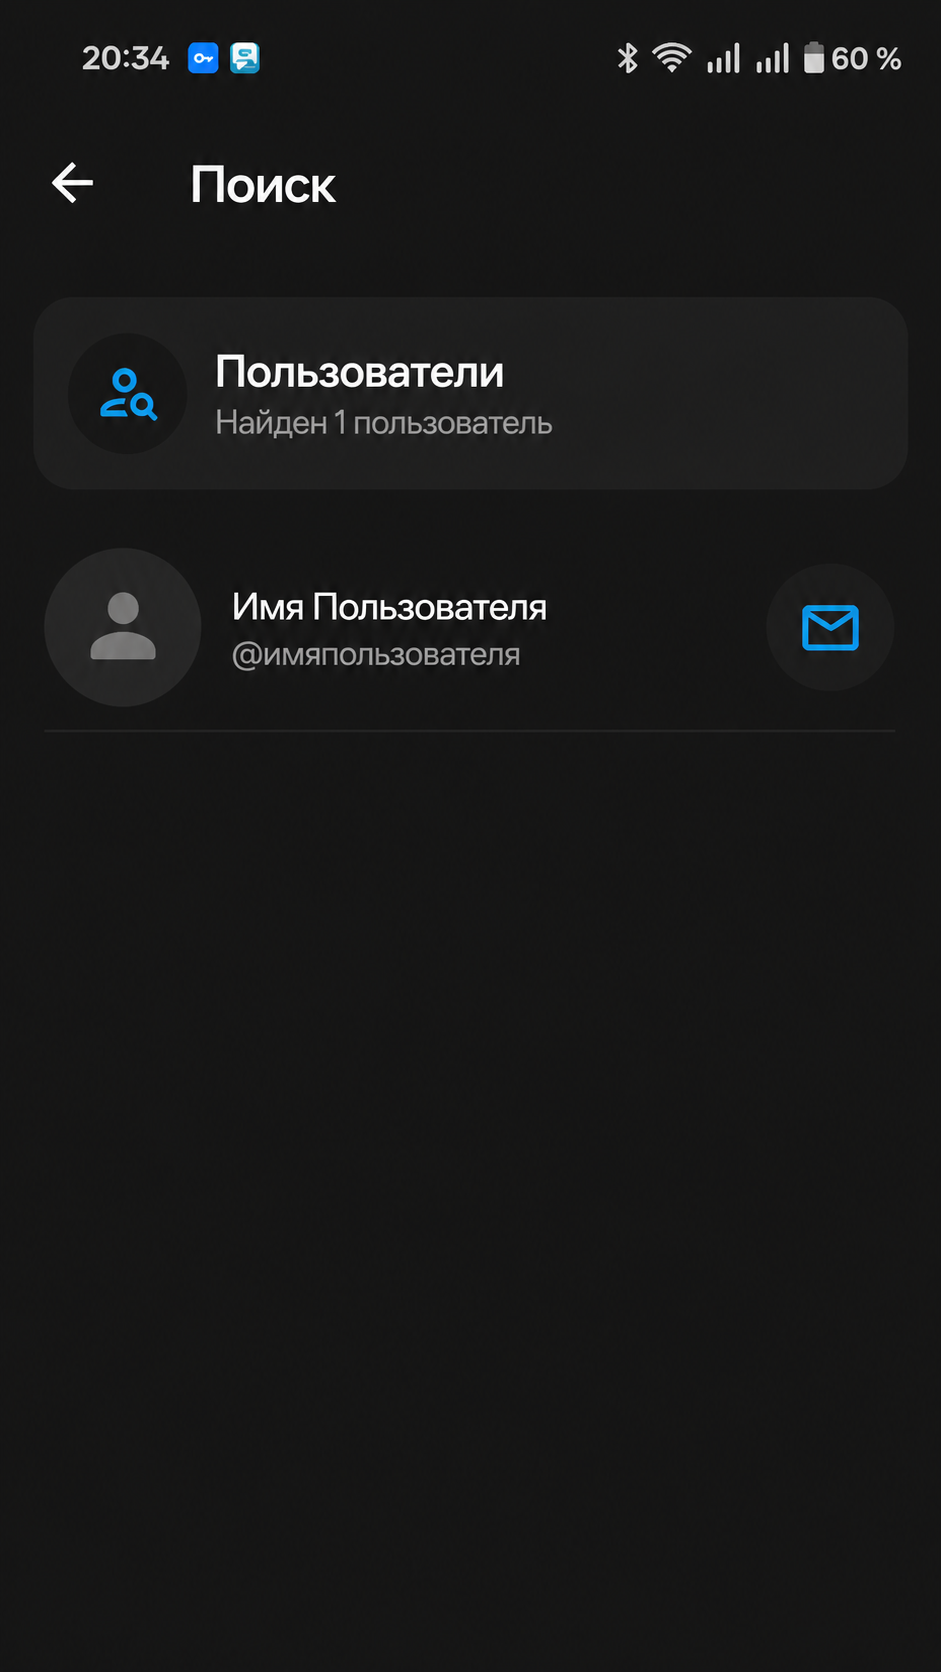 20:34 60 %
Поиск
Пользователи
Найден 1 пользователь
Имя Пользователя
@имяпользователя